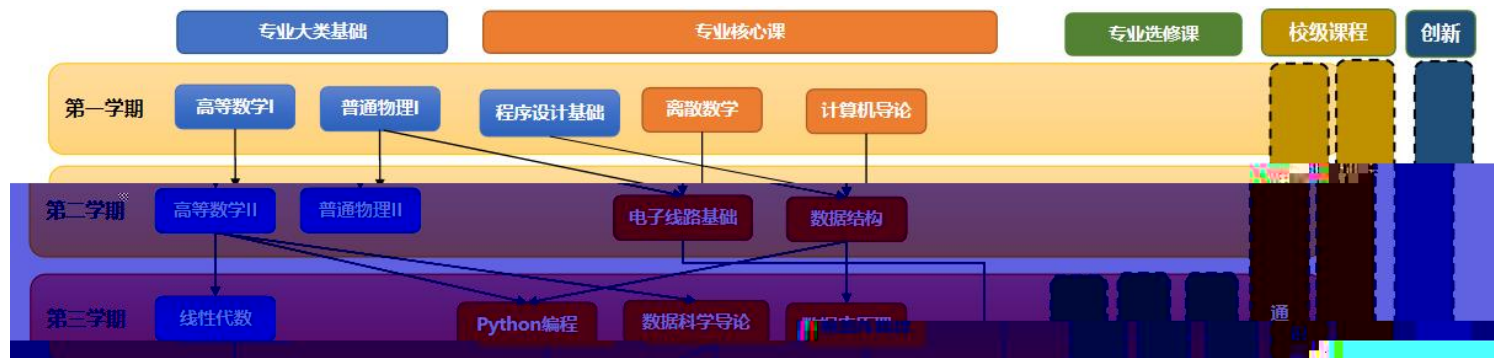 专业大类基础 专业核心课 专业选修课 校级课程 创新
第一学期 高等数学I 普通物理I 程序设计基础 离散数学 计算机导论
第二学期 高等数学II 普通物理II 电子线路基础 数据结构
第三学期 线性代数 Python编程 数据科学导论 通